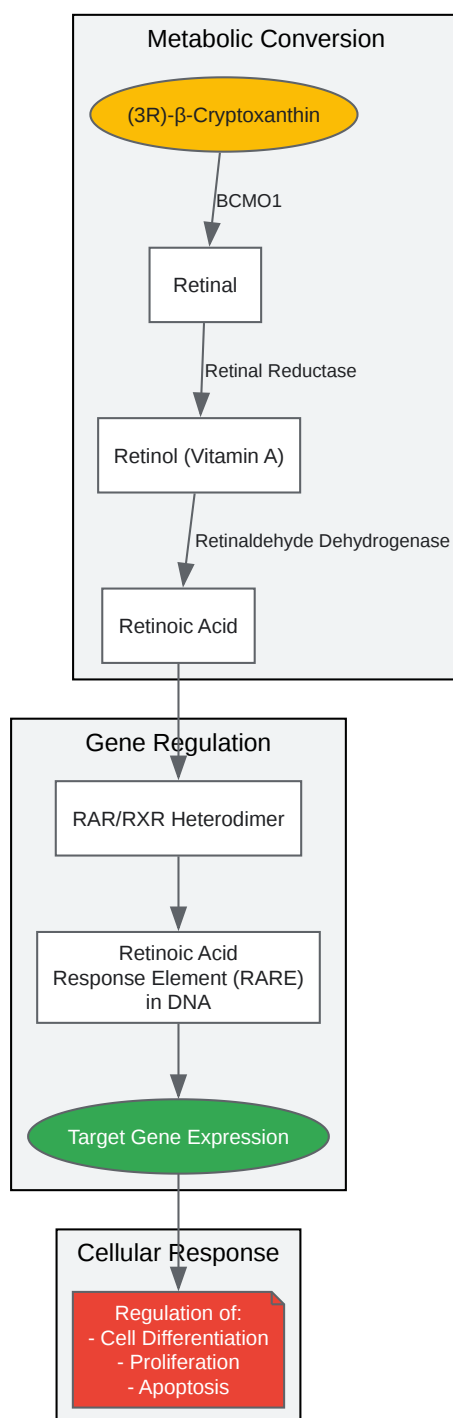 Metabolic Conversion
(3R)-β-Cryptoxanthin
BCMO1
Retinal
Retinal Reductase
Retinol (Vitamin A)
Retinaldehyde Dehydrogenase
Retinoic Acid
Gene Regulation
RAR/RXR Heterodimer
Retinoic Acid
Response Element (RARE)
in DNA
Target Gene Expression
Cellular Response
Regulation of:
- Cell Differentiation
- Proliferation
- Apoptosis